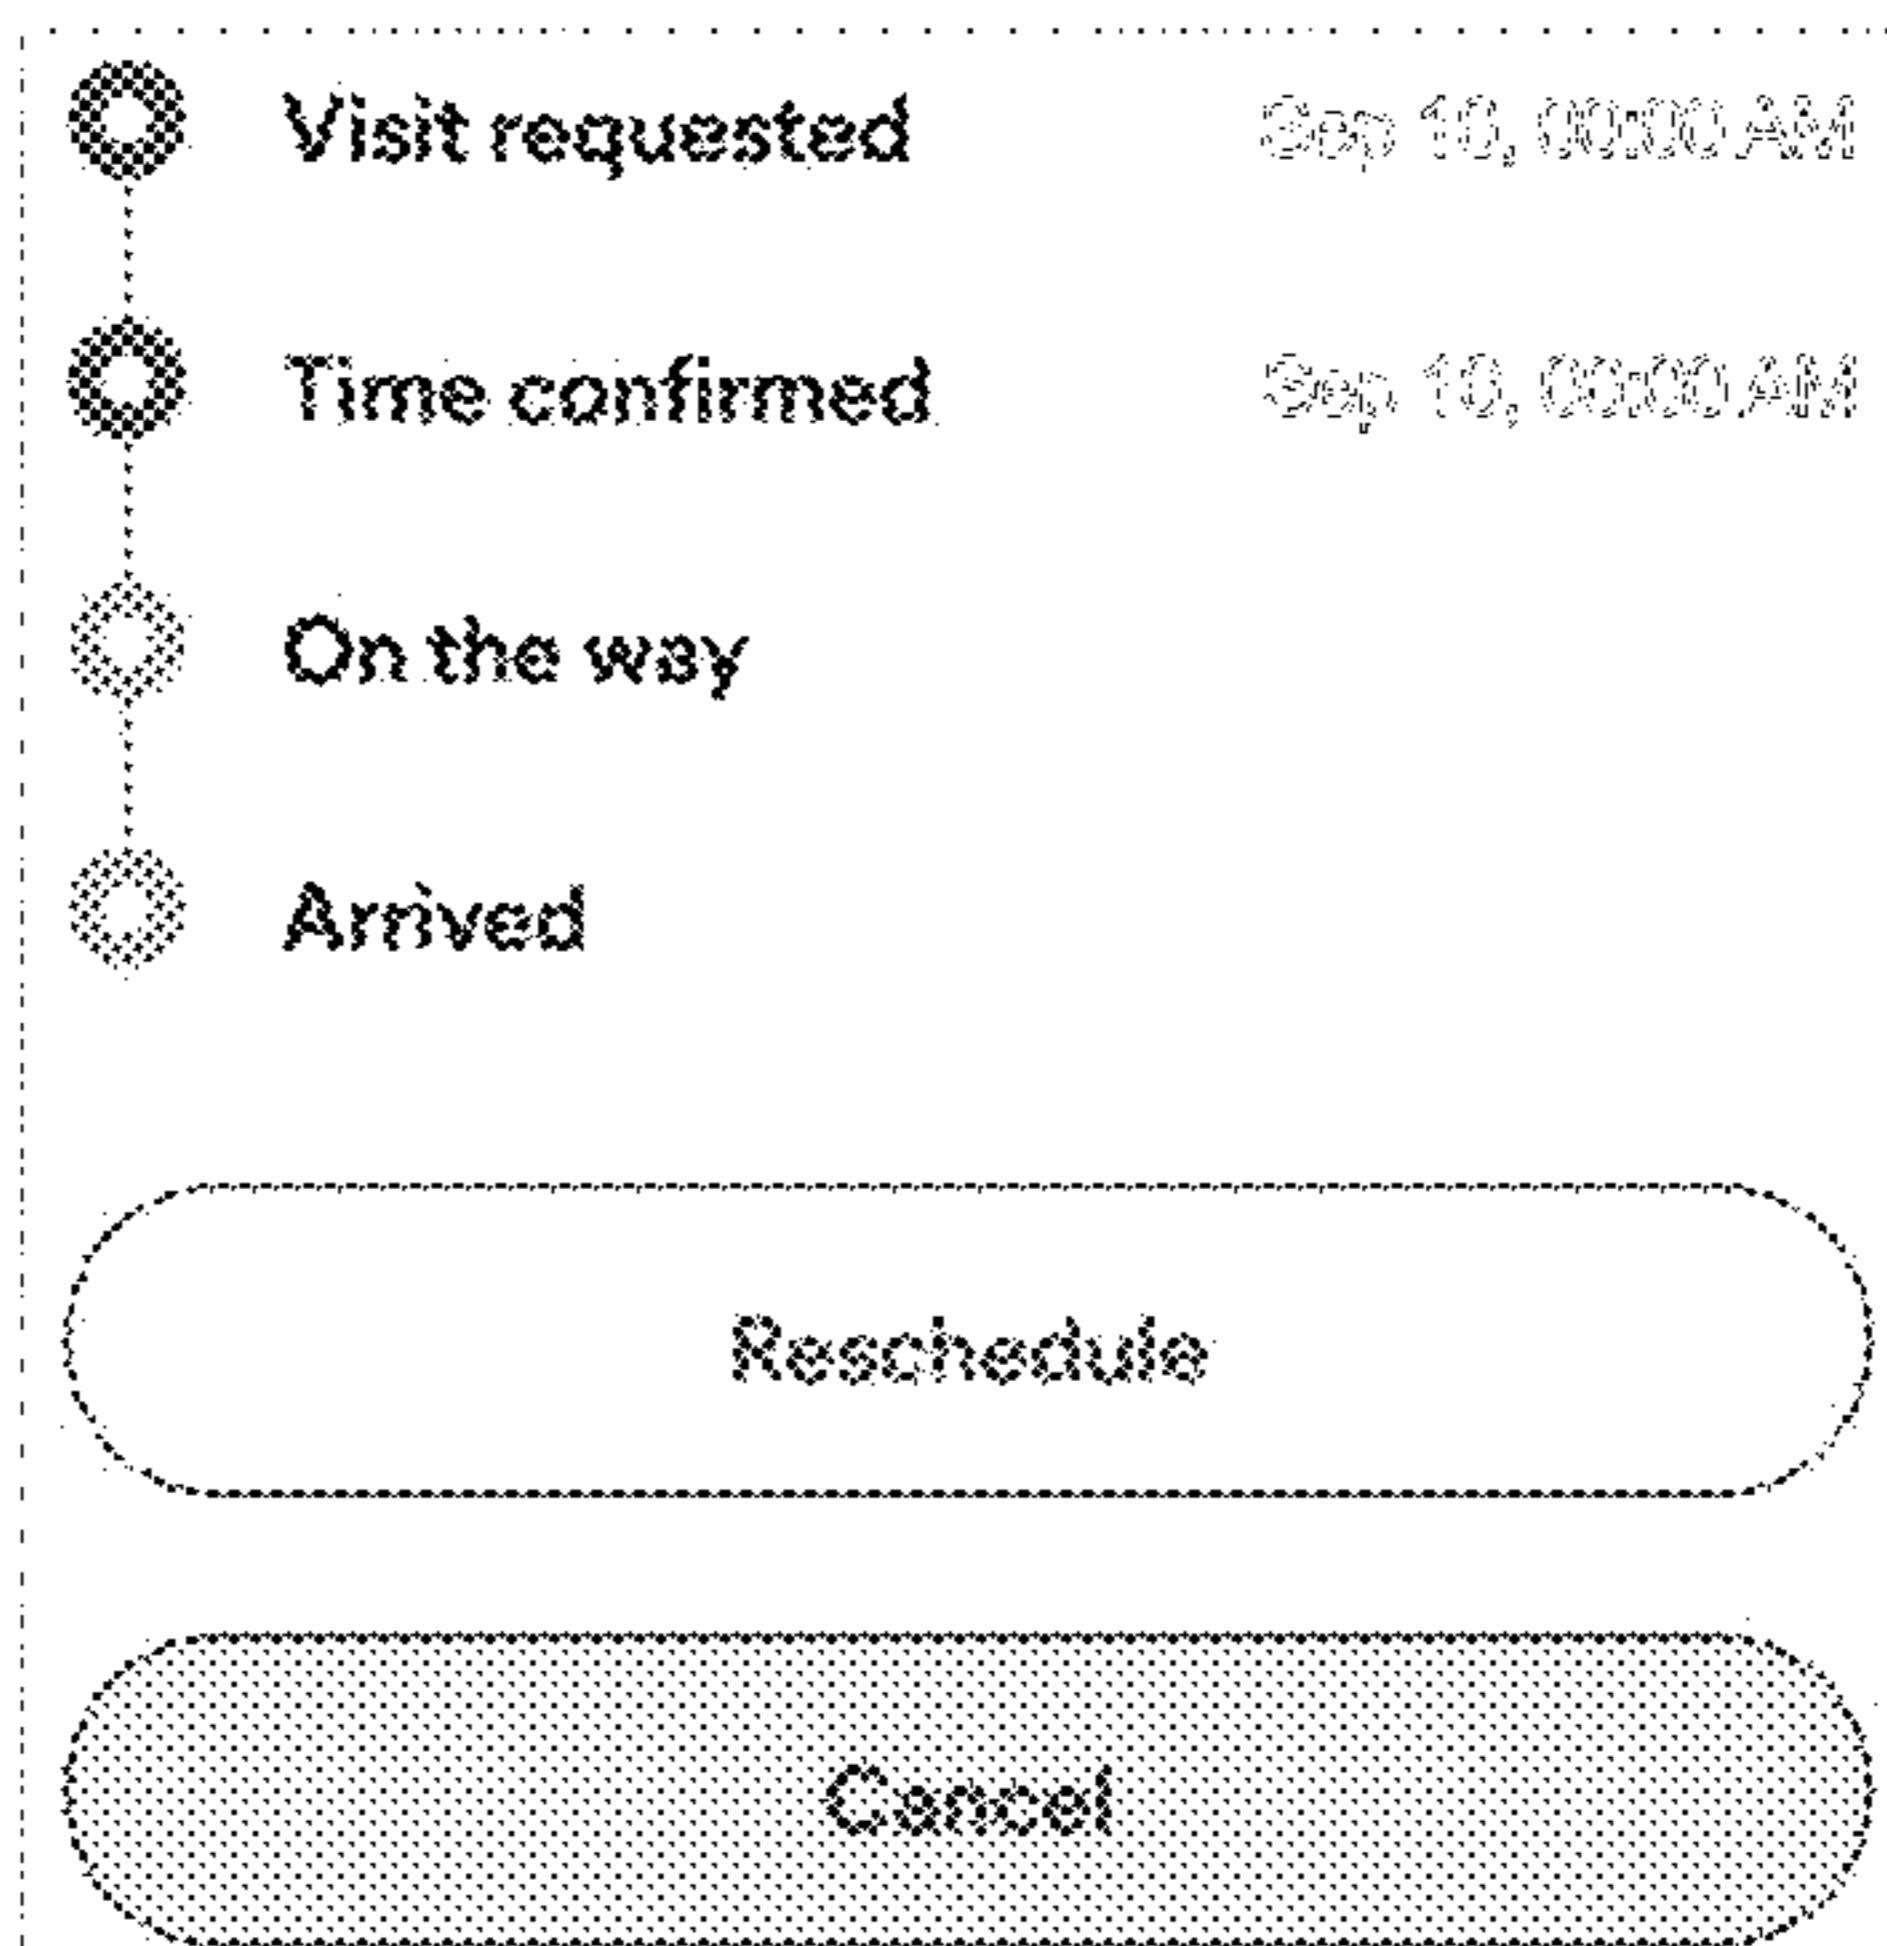 Visit requested Sep 10, 00:00 AM
Time confirmed Sep 10, 00:00 AM
On the way
Arrived
Reschedule
Cancel